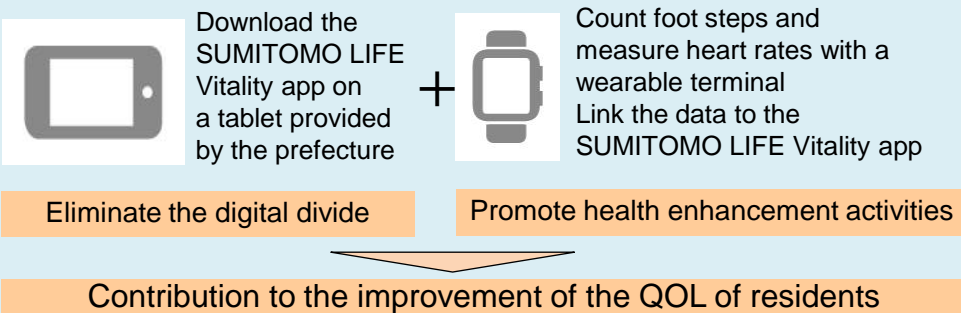 Download the
SUMITOMO LIFE
Vitality app on
a tablet provided
by the prefecture
+
Count foot steps and
measure heart rates with a
wearable terminal
Link the data to the
SUMITOMO LIFE Vitality app
Eliminate the digital divide
Promote health enhancement activities
Contribution to the improvement of the QOL of residents